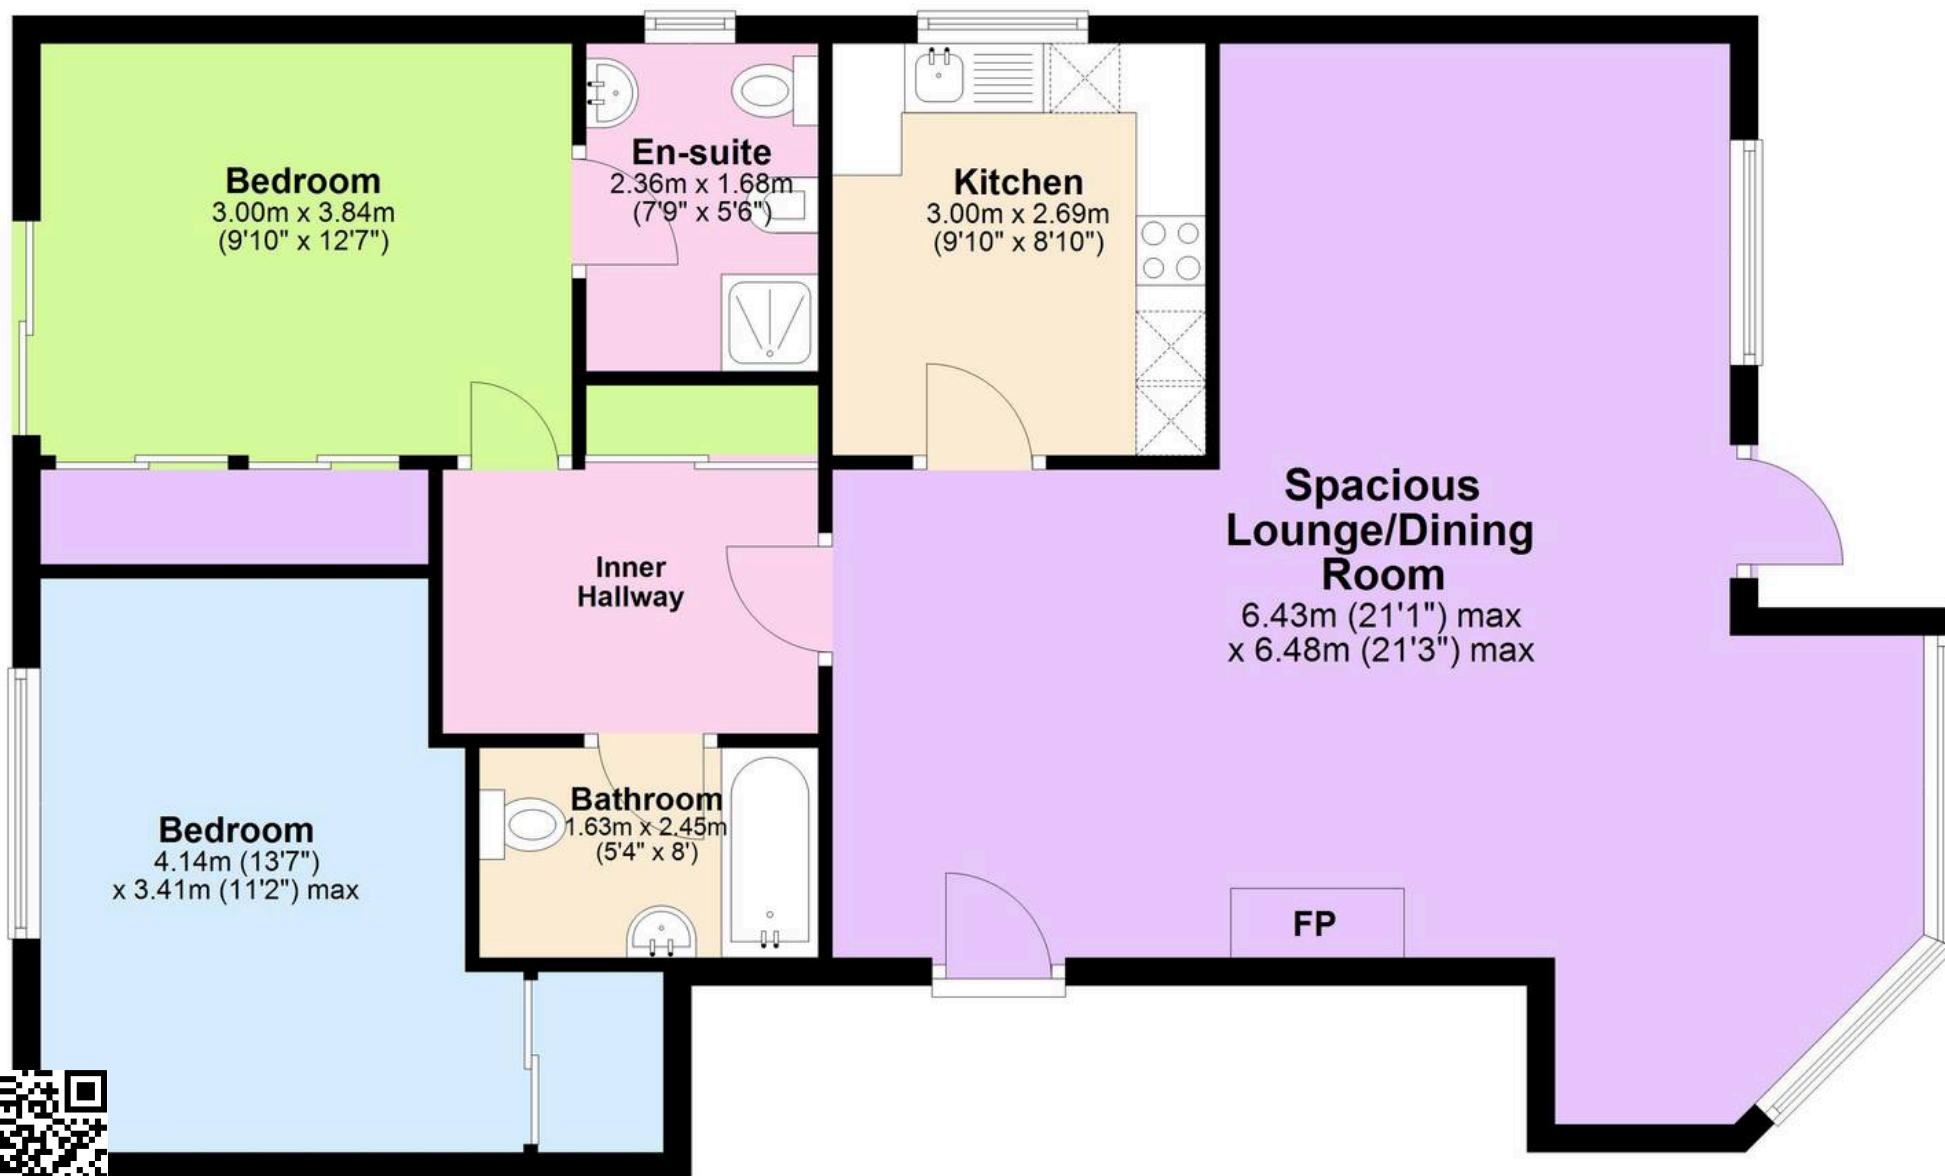 Bedroom
3.00m x 3.84m
(9'10" x 12'7")
En-suite
2.36m x 1.68m
(7'9" x 5'6")
Kitchen
3.00m x 2.69m
(9'10" x 8'10")
Spacious
Lounge/Dining
Room
6.43m (21'1") max
x 6.48m (21'3") max
Inner
Hallway
Bathroom
1.63m x 2.45m
(5'4" x 8')
Bedroom
4.14m (13'7")
x 3.41m (11'2") max
FP